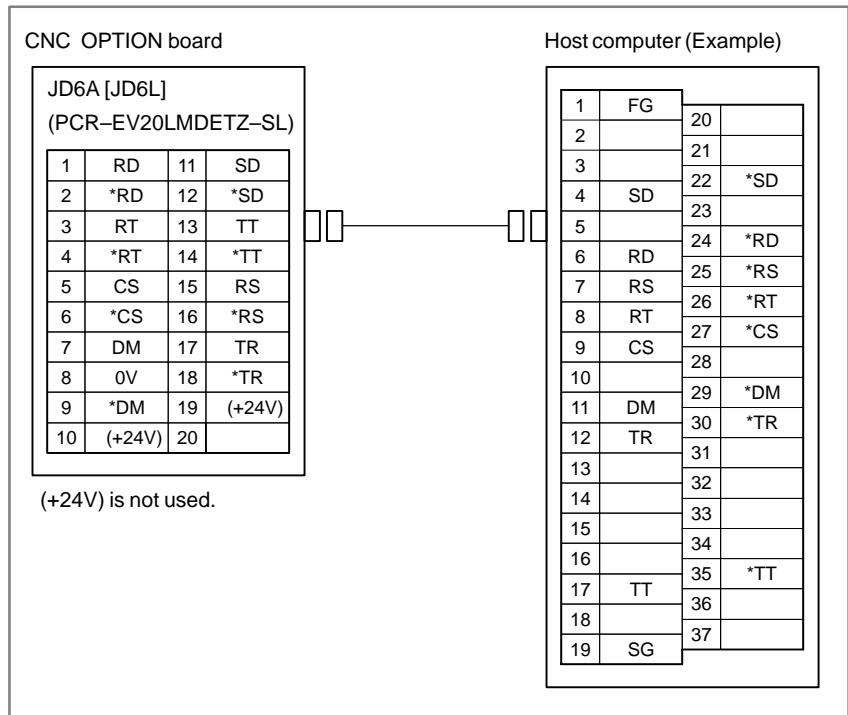 CNC OPTION board
Host computer (Example)
JD6A [JD6L]
(PCR–EV20LMDETZ–SL)
1 RD 11 SD
2 *RD 12 *SD
3 RT 13 TT
4 *RT 14 *TT
5 CS 15 RS
6 *CS 16 *RS
7 DM 17 TR
8 0V 18 *TR
9 *DM 19 (+24V)
10 (+24V) 20
(+24V) is not used.
1 FG
2
3
4 SD
5
6 RD
7 RS
8 RT
9 CS
10
11 DM
12 TR
13
14
15
16
17 TT
18
19 SG
20
21
22 *SD
23
24 *RD
25 *RS
26 *RT
27 *CS
28
29 *DM
30 *TR
31
32
33
34
35 *TT
36
37